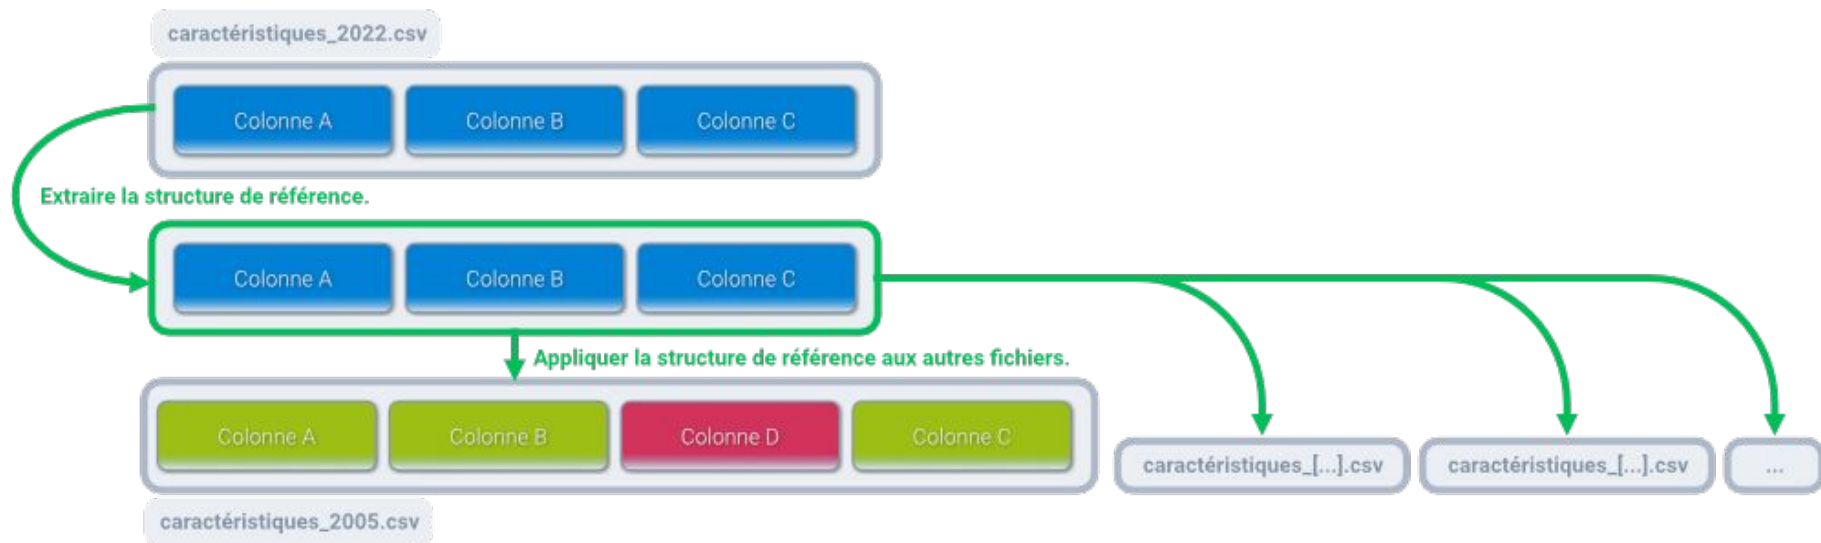 caractéristiques_2022.csv
Colonne A Colonne B Colonne C
Extraire la structure de référence.
Colonne A Colonne B Colonne C
Appliquer la structure de référence aux autres fichiers.
Colonne A Colonne B Colonne D Colonne C
caractéristiques_[...].csv caractéristiques_[...].csv ...
caractéristiques_2005.csv